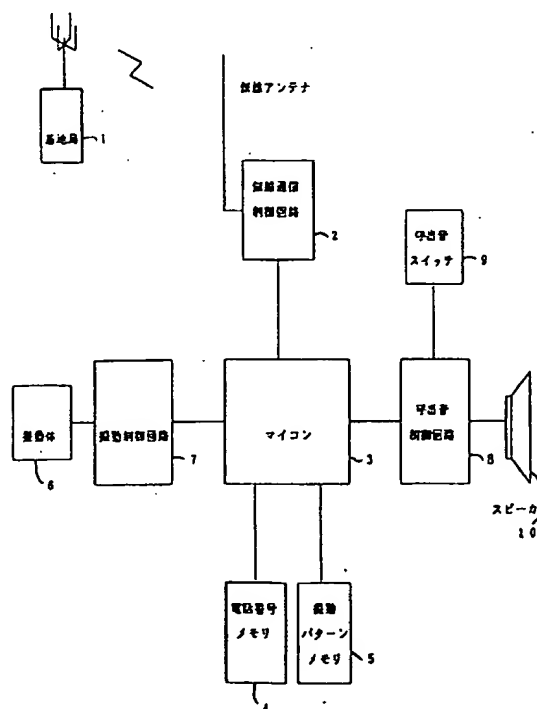 基地局
1
無線アンテナ
無線通信
制御回路
2
呼出音
スイッチ
9
振動体
6
振動制御回路
7
マイコン
3
呼出音
制御回路
8
スピーカ
10
電話番号
メモリ
4
振動
パターン
メモリ
5